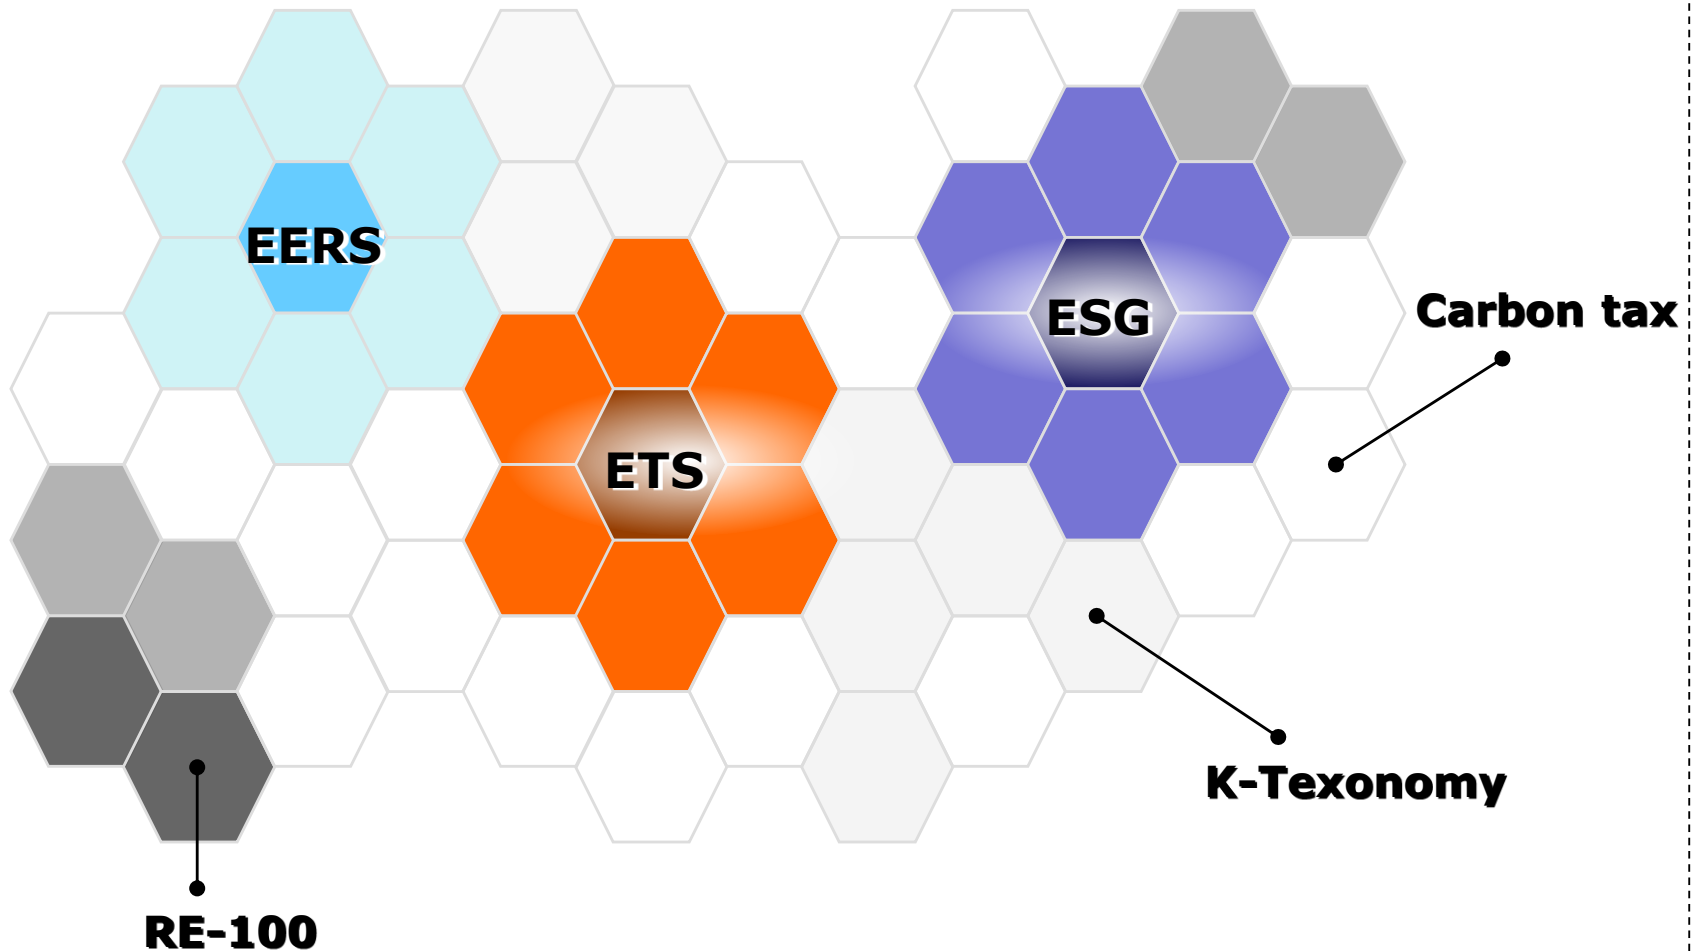 EERS
ESG
Carbon tax
ETS
K-Texonomy
RE-100